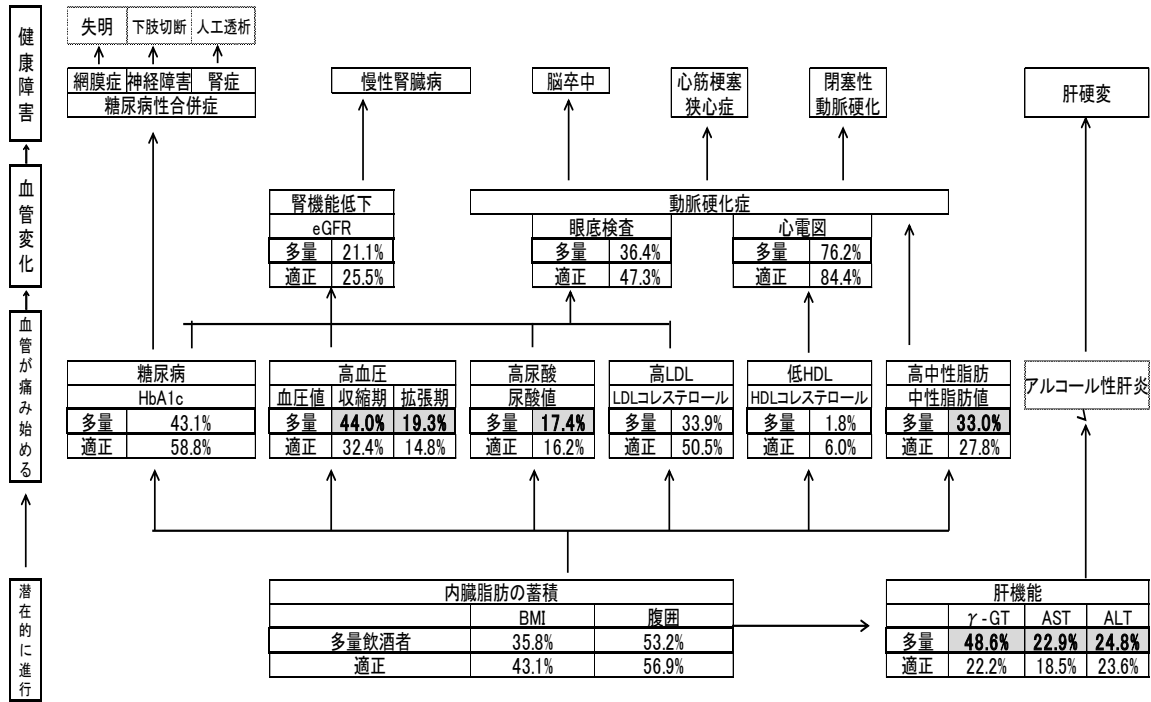 健康障害
血管変化
血管が痛み始める
潜在的に進行
失明 下肢切断 人工透析
網膜症 神経障害 腎症
糖尿病性合併症
慢性腎臓病
脳卒中
心筋梗塞
狭心症
閉塞性
動脈硬化
肝硬変
腎機能低下
eGFR
多量 21.1%
適正 25.5%
動脈硬化症
眼底検査
多量 36.4%
適正 47.3%
心電図
多量 76.2%
適正 84.4%
糖尿病
HbA1c
多量 43.1%
適正 58.8%
高血圧
血圧値 収縮期 拡張期
多量 44.0% 19.3%
適正 32.4% 14.8%
高尿酸
尿酸値
多量 17.4%
適正 16.2%
高LDL
LDLコレステロール
多量 33.9%
適正 50.5%
低HDL
HDLコレステロール
多量 1.8%
適正 6.0%
高中性脂肪
中性脂肪値
多量 33.0%
適正 27.8%
アルコール性肝炎
内臓脂肪の蓄積
BMI 腹囲
多量飲酒者 35.8% 53.2%
適正 43.1% 56.9%
肝機能
γ-GT AST ALT
多量 48.6% 22.9% 24.8%
適正 22.2% 18.5% 23.6%